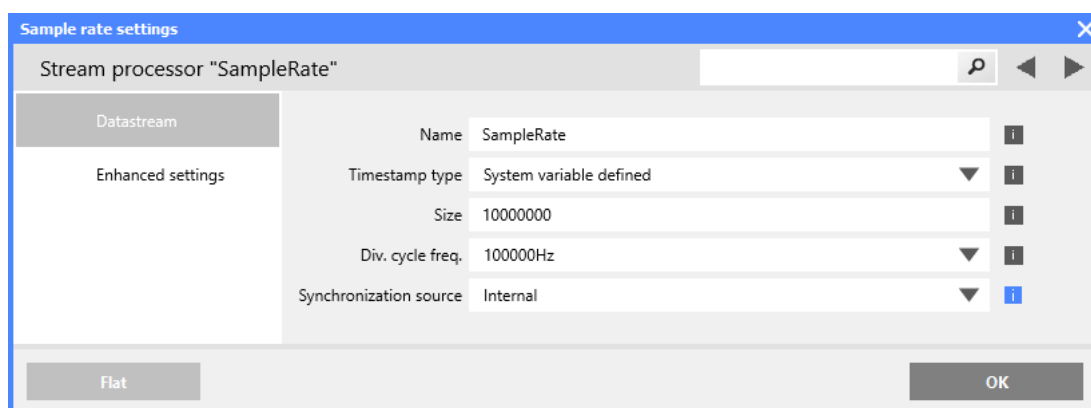 Sample rate settings
Stream processor "SampleRate"
Datastream
Enhanced settings
Name SampleRate
Timestamp type System variable defined
Size 10000000
Div. cycle freq. 100000Hz
Synchronization source Internal
Flat
OK